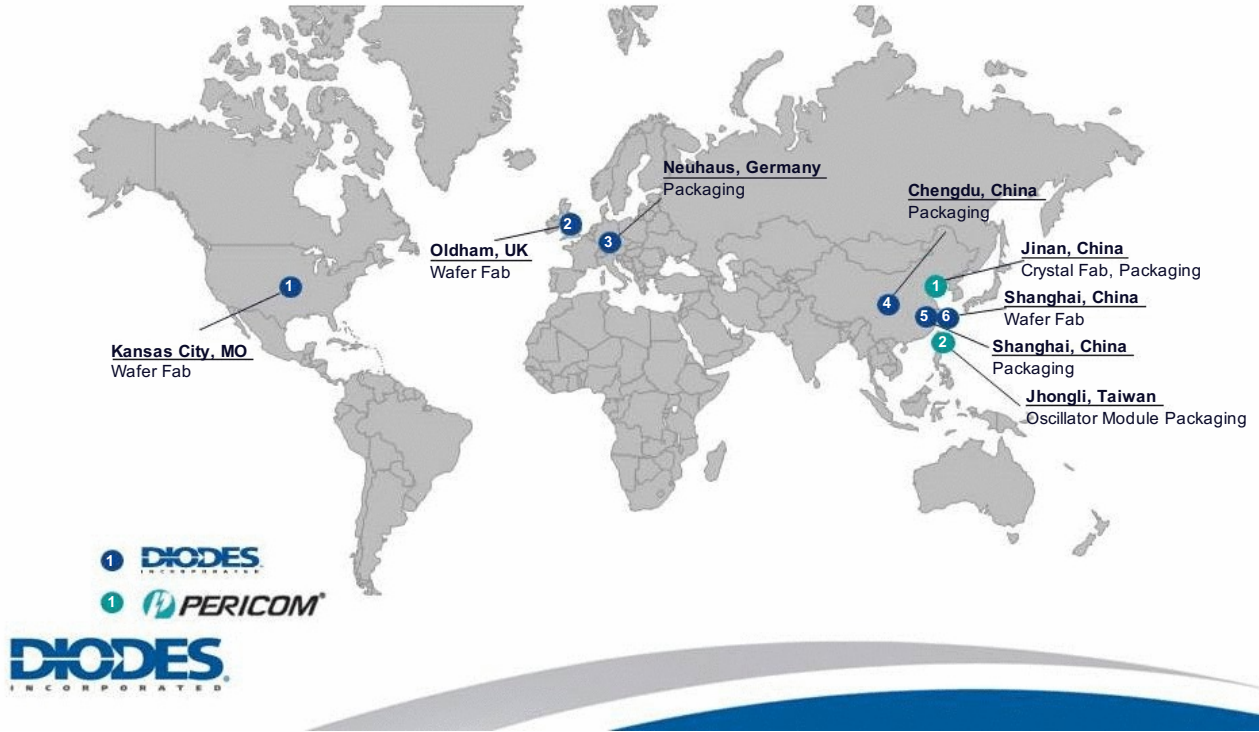 Neuhaus, Germany
Packaging
Chengdu, China
Packaging
2
Oldham, UK
Wafer Fab
3
Jinan, China
Crystal Fab, Packaging
1
1
4
Shanghai, China
Wafer Fab
5
6
Kansas City, MO
Wafer Fab
2
Shanghai, China
Packaging
Jhongli, Taiwan
Oscillator Module Packaging
1
DIODES
INCORPORATED
1
PERICOM®
DIODES®
INCORPORATED